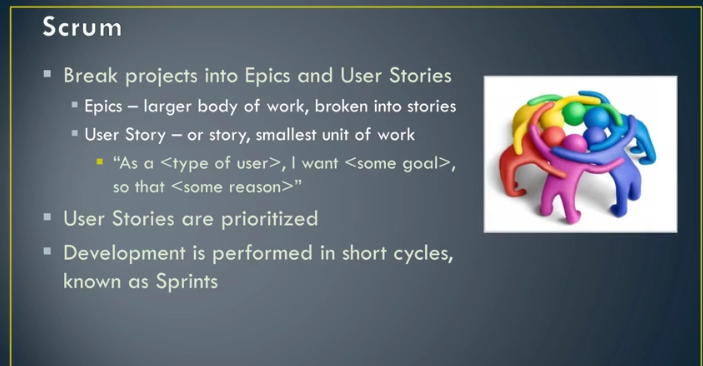 Scrum
Break projects into Epics and User Stories
Epics – larger body of work, broken into stories
User Story – or story, smallest unit of work
“As a <type of user>, I want <some goal>,
so that <some reason>”
User Stories are prioritized
Development is performed in short cycles,
known as Sprints